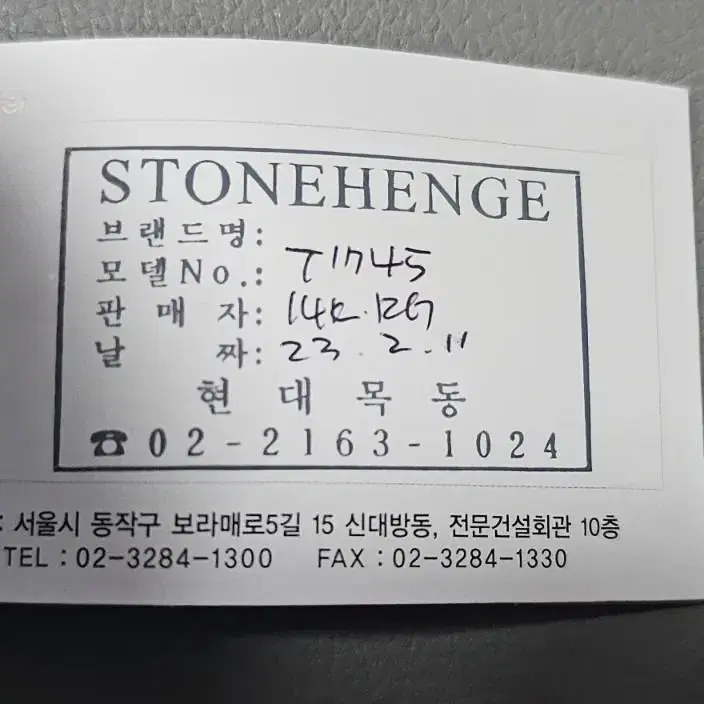 STONEHENGE
브랜드명:
모델No.: T1745
판 매 자: 14K.RG
날 짜: 23.2.11
현 대 목 동
☎02-2163-1024
: 서울시 동작구 보라매로5길 15 신대방동, 전문건설회관 10층
TEL : 02-3284-1300 FAX : 02-3284-1330